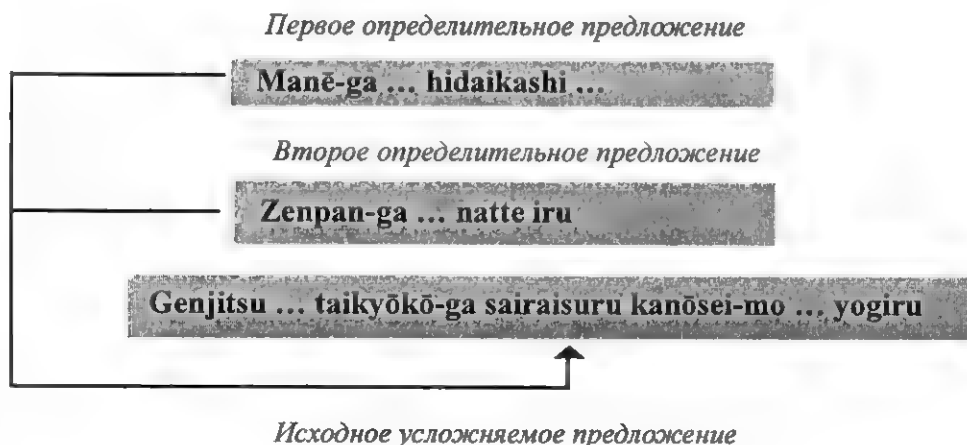 Первое определительное предложение
Manē-ga ... hidaikashi ...
Второе определительное предложение
Zenpan-ga ... natte iru
Genjitsu ... taikyōkō-ga sairaisuru kanōsei-mo ... yogiru
Исходное усложняемое предложение